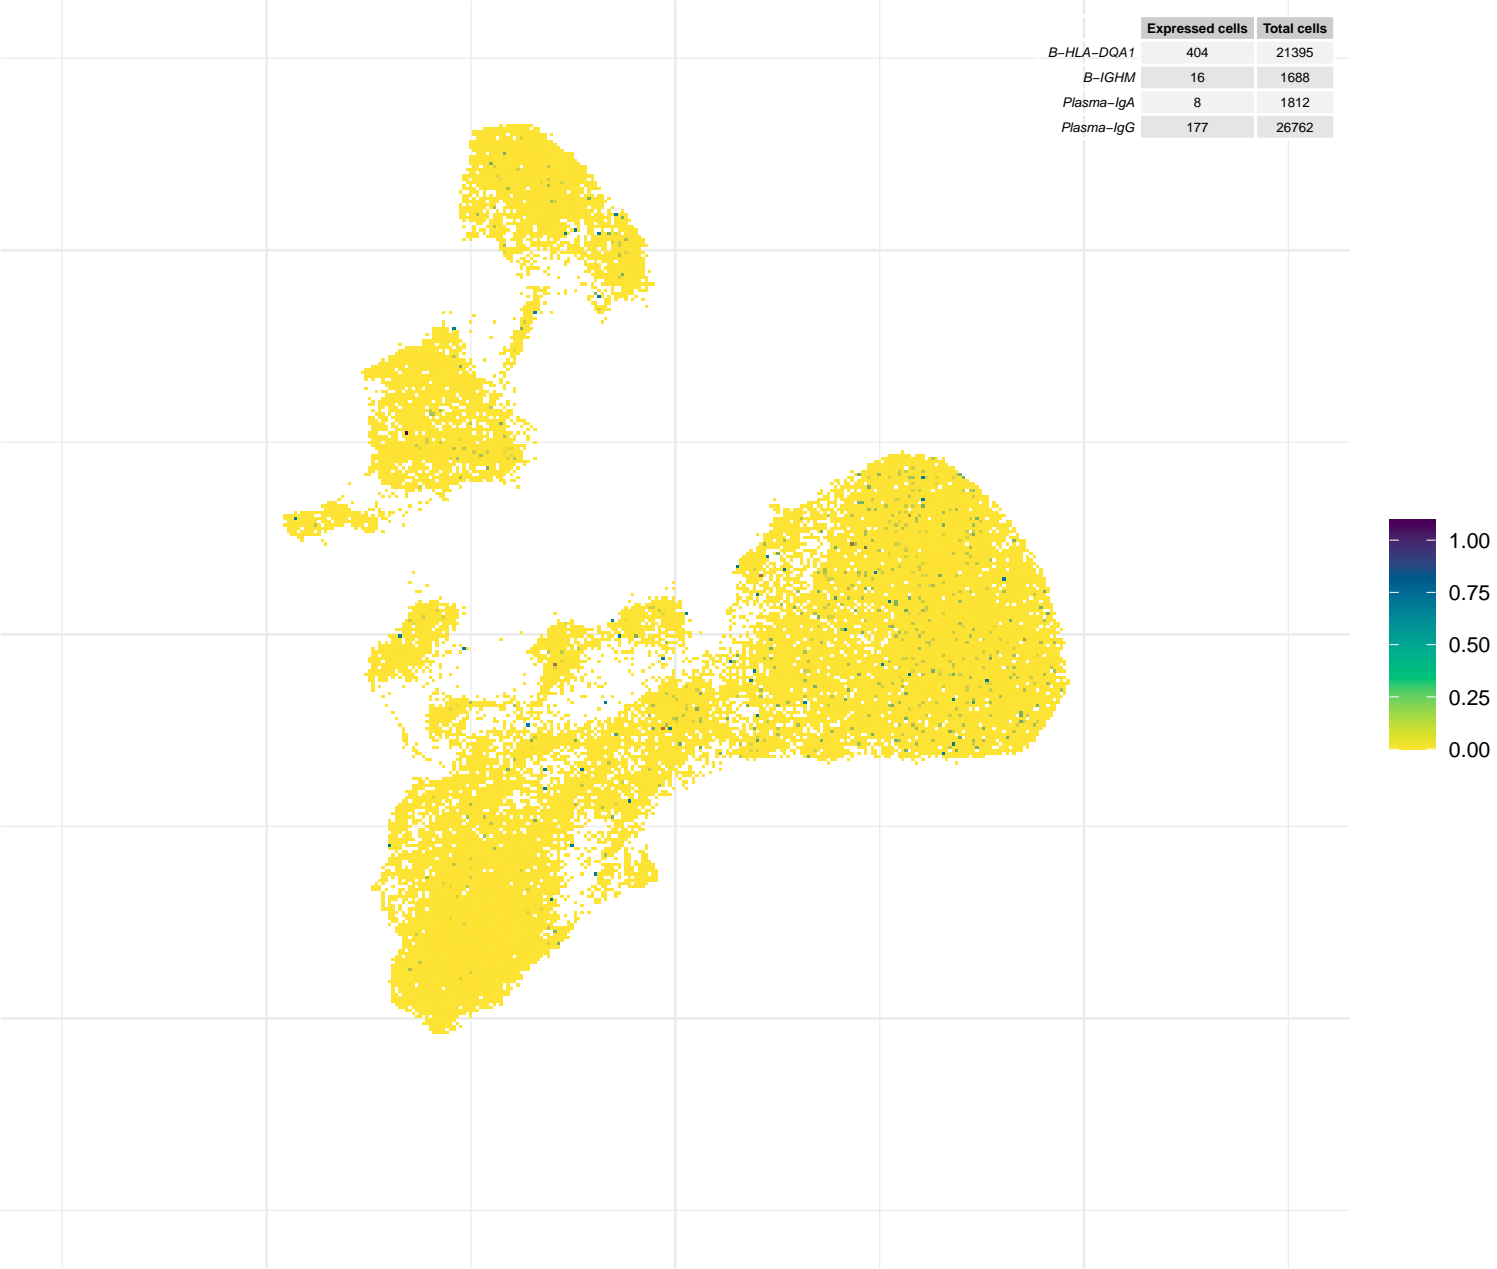 Expressed cells Total cells
B−HLA−DQA1 404 21395
B−IGHM 16 1688
Plasma−IgA 8 1812
Plasma−IgG 177 26762
1.00
0.75
0.50
0.25
0.00